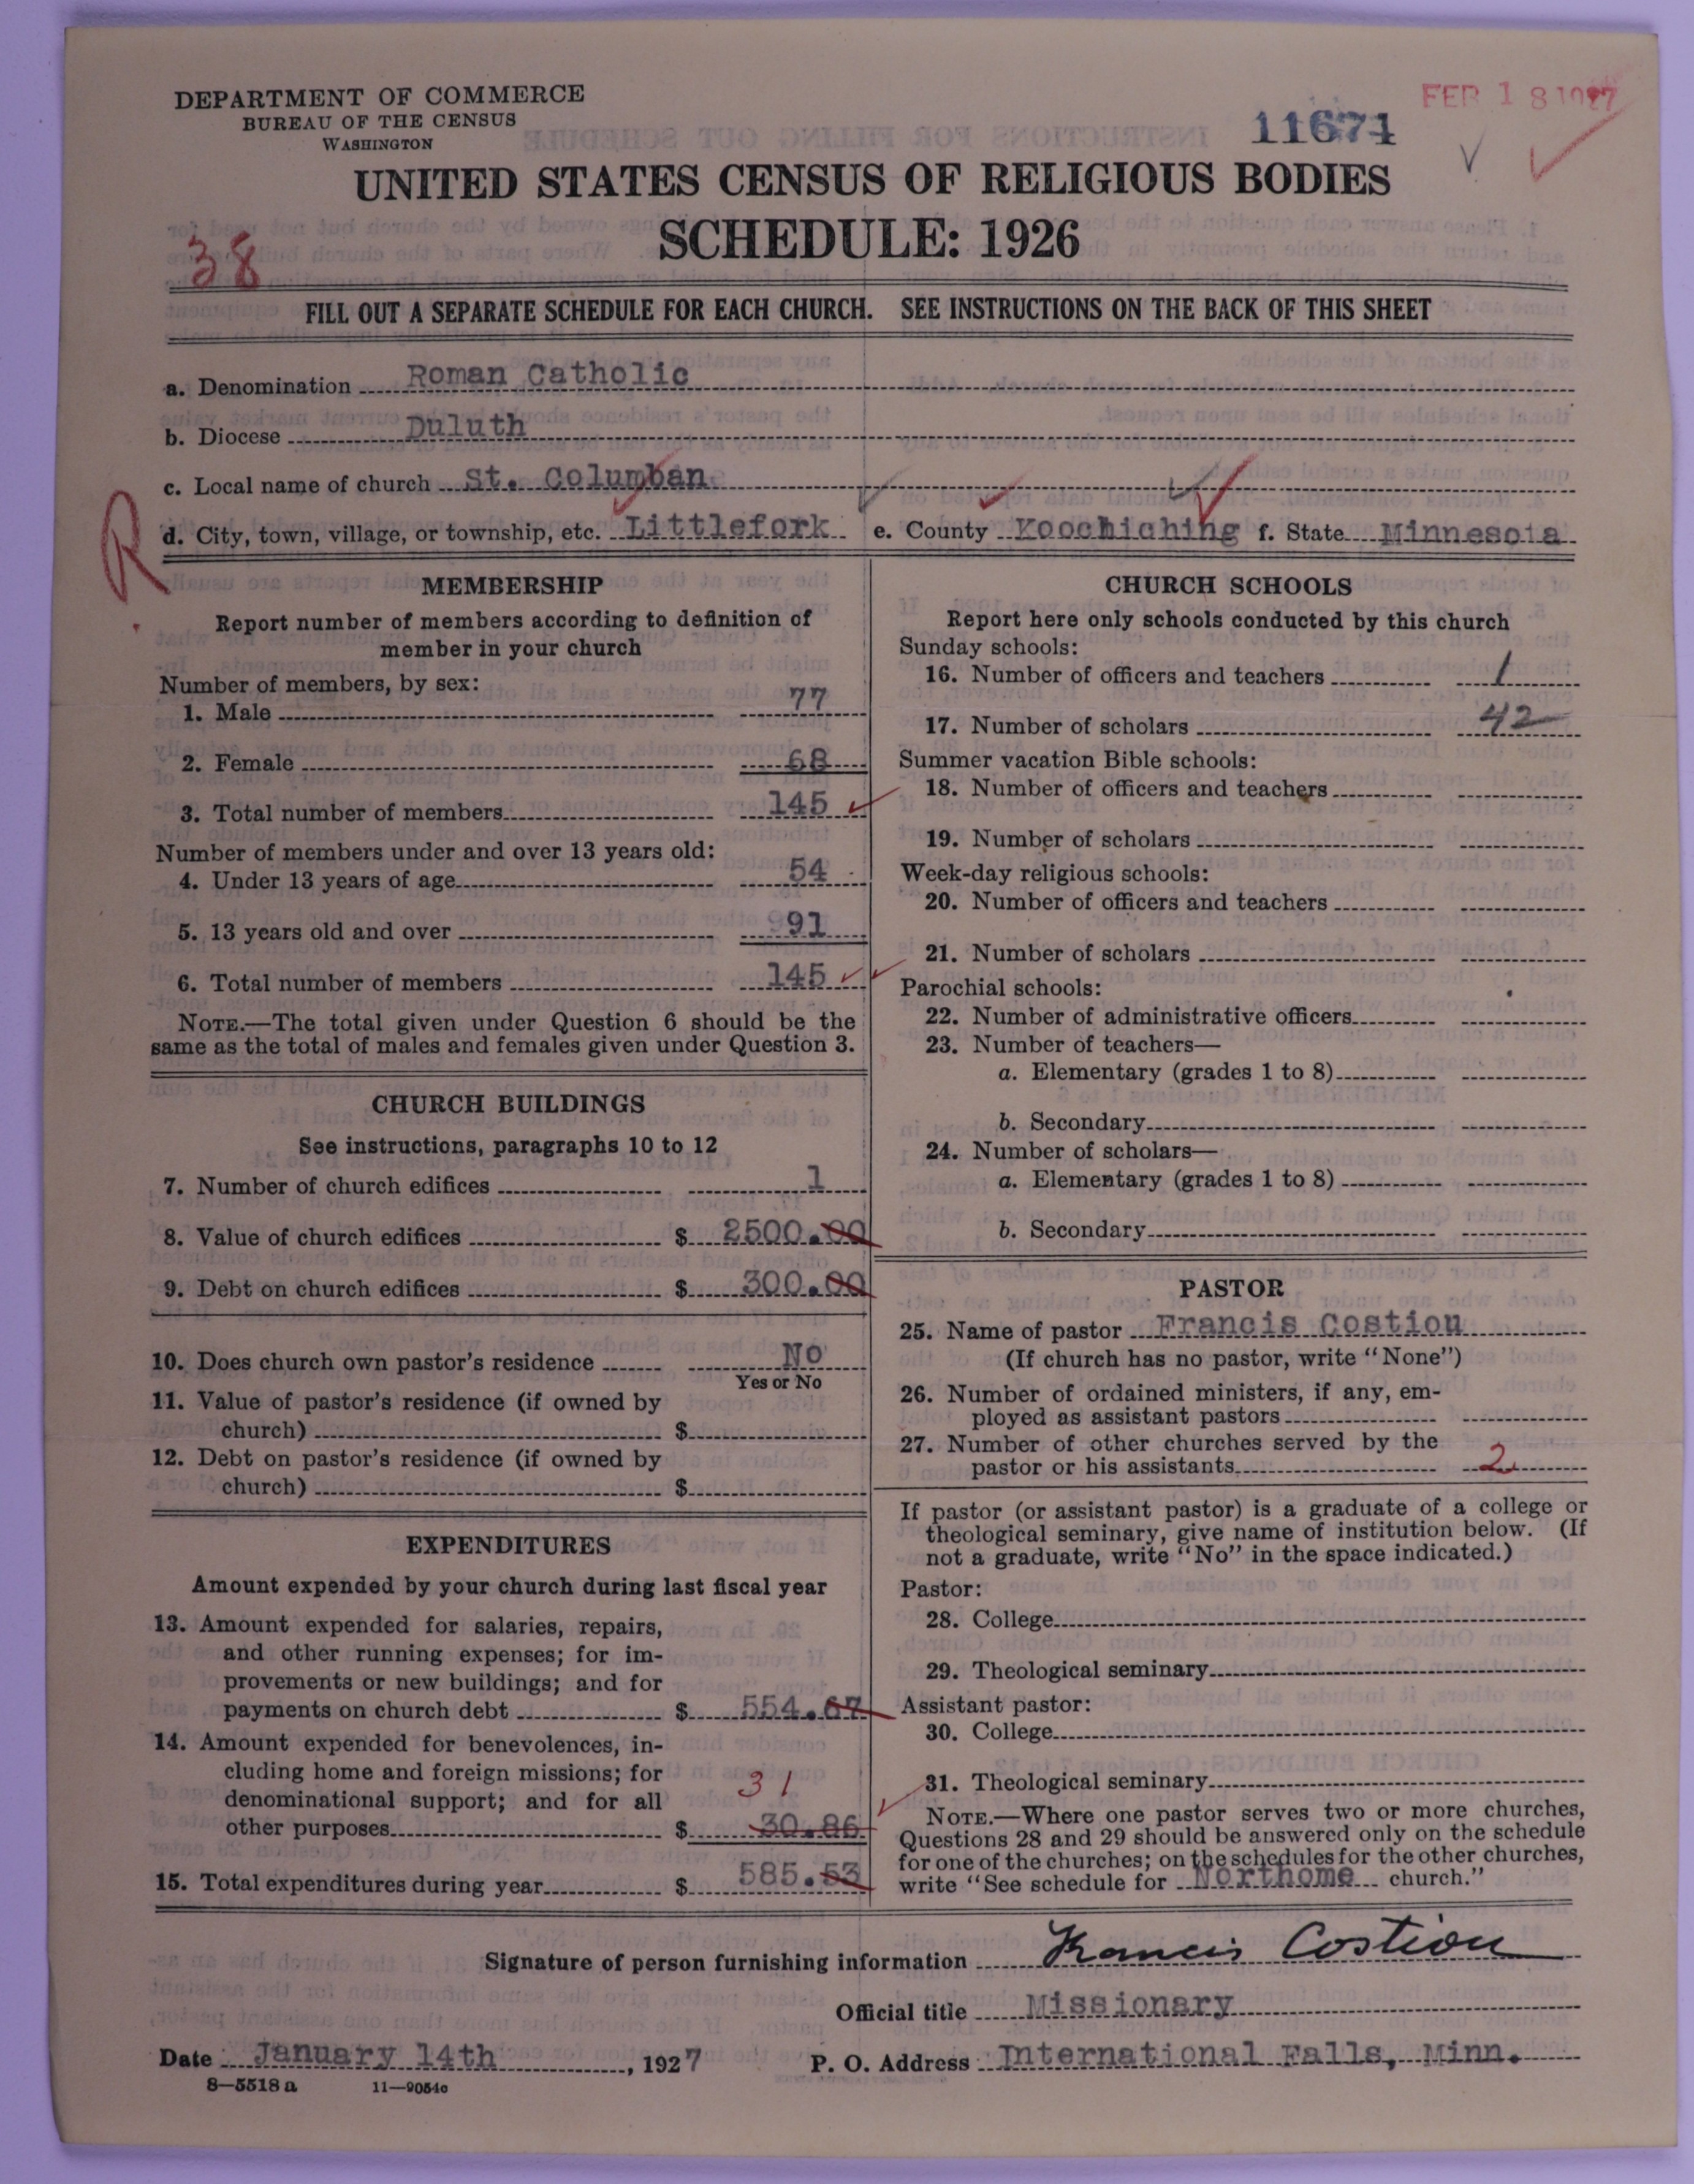 DEPARTMENT OF COMMERCE
BUREAU OF THE CENSUS
WASHINGTON
11674
FEB 18 1927
UNITED STATES CENSUS OF RELIGIOUS BODIES
SCHEDULE: 1926
38
FILL OUT A SEPARATE SCHEDULE FOR EACH CHURCH. SEE INSTRUCTIONS ON THE BACK OF THIS SHEET
a. Denomination Roman Catholic
b. Diocese Duluth
c. Local name of church St. Columban
R
d. City, town, village, or township, etc. Littlefork e. County Koochiching f. State Minnesota
MEMBERSHIP
Report number of members according to definition of
member in your church
Number of members, by sex:
1. Male 77
2. Female 68
3. Total number of members 145
Number of members under and over 13 years old:
4. Under 13 years of age 54
5. 13 years old and over 91
6. Total number of members 145
NOTE.—The total given under Question 6 should be the
same as the total of males and females given under Question 3.
CHURCH BUILDINGS
See instructions, paragraphs 10 to 12
7. Number of church edifices 1
8. Value of church edifices $ 2500.00
9. Debt on church edifices $ 300.00
10. Does church own pastor's residence No
Yes or No
11. Value of pastor's residence (if owned by
church) $
12. Debt on pastor's residence (if owned by
church) $
EXPENDITURES
Amount expended by your church during last fiscal year
13. Amount expended for salaries, repairs,
and other running expenses; for im-
provements or new buildings; and for
payments on church debt $ 554.67
14. Amount expended for benevolences, in-
cluding home and foreign missions; for
denominational support; and for all 31
other purposes $ 30.86
15. Total expenditures during year $ 585.53
CHURCH SCHOOLS
Report here only schools conducted by this church
Sunday schools:
16. Number of officers and teachers 1
17. Number of scholars 42
Summer vacation Bible schools:
18. Number of officers and teachers
19. Number of scholars
Week-day religious schools:
20. Number of officers and teachers
21. Number of scholars
Parochial schools:
22. Number of administrative officers
23. Number of teachers—
a. Elementary (grades 1 to 8)
b. Secondary
24. Number of scholars—
a. Elementary (grades 1 to 8)
b. Secondary
PASTOR
25. Name of pastor Francis Costiou
(If church has no pastor, write "None")
26. Number of ordained ministers, if any, em-
ployed as assistant pastors
27. Number of other churches served by the
pastor or his assistants 2
If pastor (or assistant pastor) is a graduate of a college or
theological seminary, give name of institution below. (If
not a graduate, write "No" in the space indicated.)
Pastor:
28. College
29. Theological seminary
Assistant pastor:
30. College
31. Theological seminary
NOTE.—Where one pastor serves two or more churches,
Questions 28 and 29 should be answered only on the schedule
for one of the churches; on the schedules for the other churches,
write "See schedule for Northome church."
Signature of person furnishing information Francis Costiou
Official title Missionary
Date January 14th, 1927 P. O. Address International Falls, Minn.
8—5518 a 11—9054c